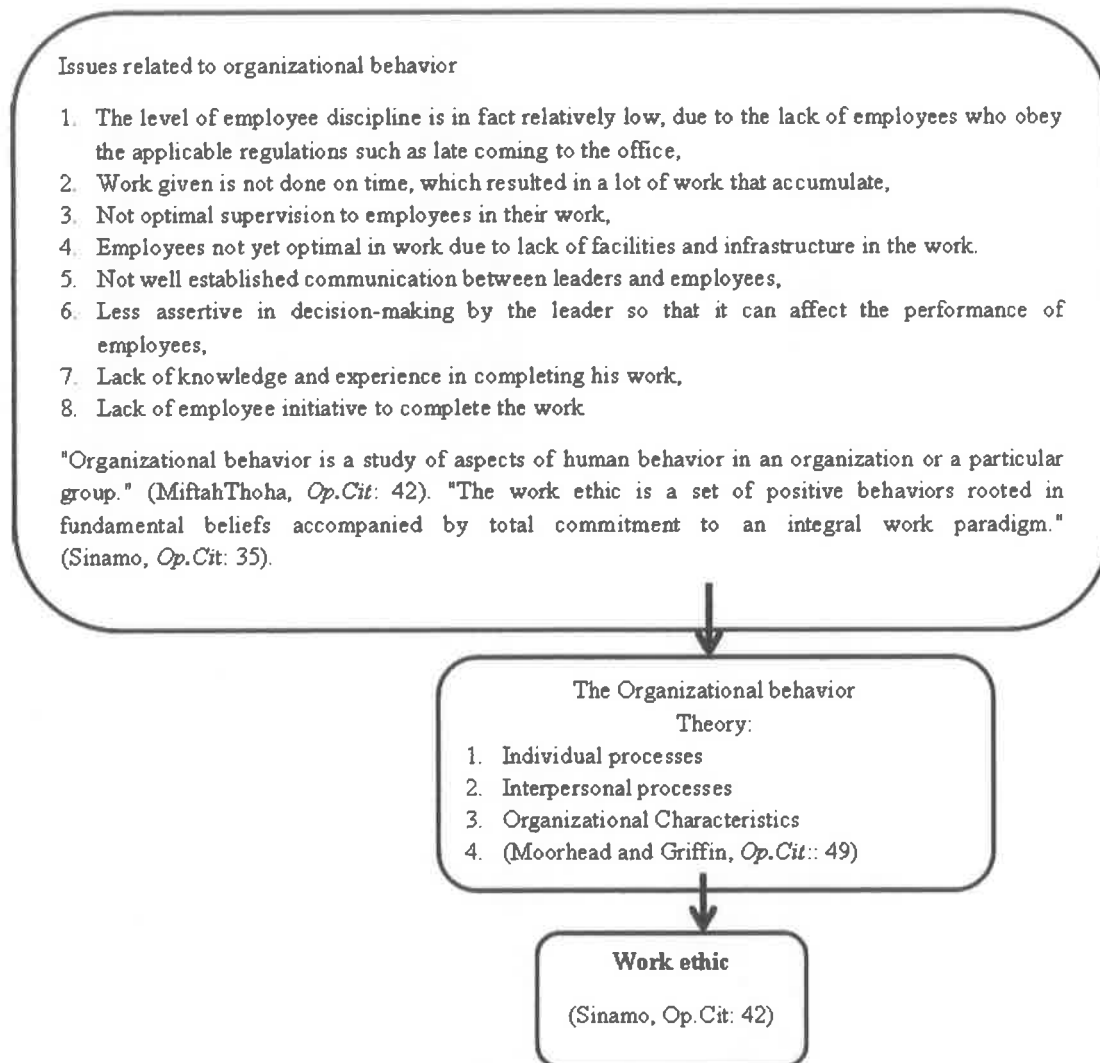 Issues related to organizational behavior
1. The level of employee discipline is in fact relatively low, due to the lack of employees who obey
the applicable regulations such as late coming to the office,
2. Work given is not done on time, which resulted in a lot of work that accumulate,
3. Not optimal supervision to employees in their work,
4. Employees not yet optimal in work due to lack of facilities and infrastructure in the work.
5. Not well established communication between leaders and employees,
6. Less assertive in decision-making by the leader so that it can affect the performance of
employees,
7. Lack of knowledge and experience in completing his work,
8. Lack of employee initiative to complete the work
"Organizational behavior is a study of aspects of human behavior in an organization or a particular
group." (MiftahThoha, Op.Cit: 42). "The work ethic is a set of positive behaviors rooted in
fundamental beliefs accompanied by total commitment to an integral work paradigm."
(Sinamo, Op.Cit: 35).
The Organizational behavior
Theory:
1. Individual processes
2. Interpersonal processes
3. Organizational Characteristics
4. (Moorhead and Griffin, Op.Cit:: 49)
Work ethic
(Sinamo, Op.Cit: 42)